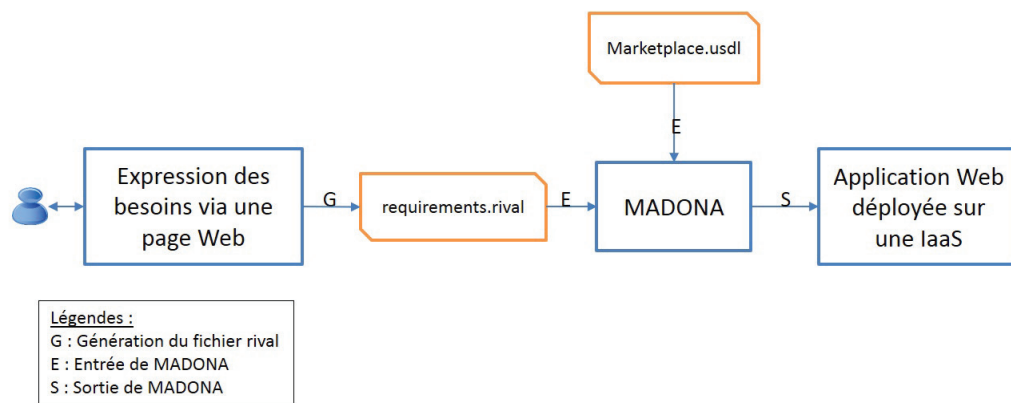 Marketplace.usdl
E
Expression des
besoins via une
page Web
G
requirements.rival
E
MADONA
S
Application Web
déployée sur
une IaaS
Légendes :
G : Génération du fichier rival
E : Entrée de MADONA
S : Sortie de MADONA